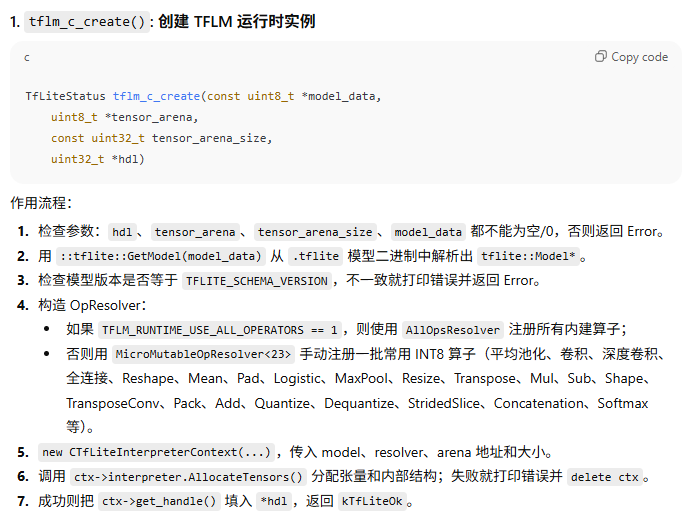 1. tflm_c_create()：创建 TFLM 运行时实例
c
Copy code
TfLiteStatus tflm_c_create(const uint8_t *model_data,
    uint8_t *tensor_arena,
    const uint32_t tensor_arena_size,
    uint32_t *hdl)
作用流程：
1. 检查参数：hdl、tensor_arena、tensor_arena_size、model_data 都不能为空/0，否则返回 Error。
2. 用 ::tflite::GetModel(model_data) 从 .tflite 模型二进制中解析出 tflite::Model*。
3. 检查模型版本是否等于 TFLITE_SCHEMA_VERSION，不一致就打印错误并返回 Error。
4. 构造 OpResolver：
• 如果 TFLM_RUNTIME_USE_ALL_OPERATORS == 1，则使用 AllOpsResolver 注册所有内建算子；
• 否则用 MicroMutableOpResolver<23> 手动注册一批常用 INT8 算子（平均池化、卷积、深度卷积、
全连接、Reshape、Mean、Pad、Logistic、MaxPool、Resize、Transpose、Mul、Sub、Shape、
TransposeConv、Pack、Add、Quantize、Dequantize、StridedSlice、Concatenation、Softmax
等）。
5. new CTfLiteInterpreterContext(...)，传入 model、resolver、arena 地址和大小。
6. 调用 ctx->interpreter.AllocateTensors() 分配张量和内部结构；失败就打印错误并 delete ctx。
7. 成功则把 ctx->get_handle() 填入 *hdl，返回 kTfLiteOk。